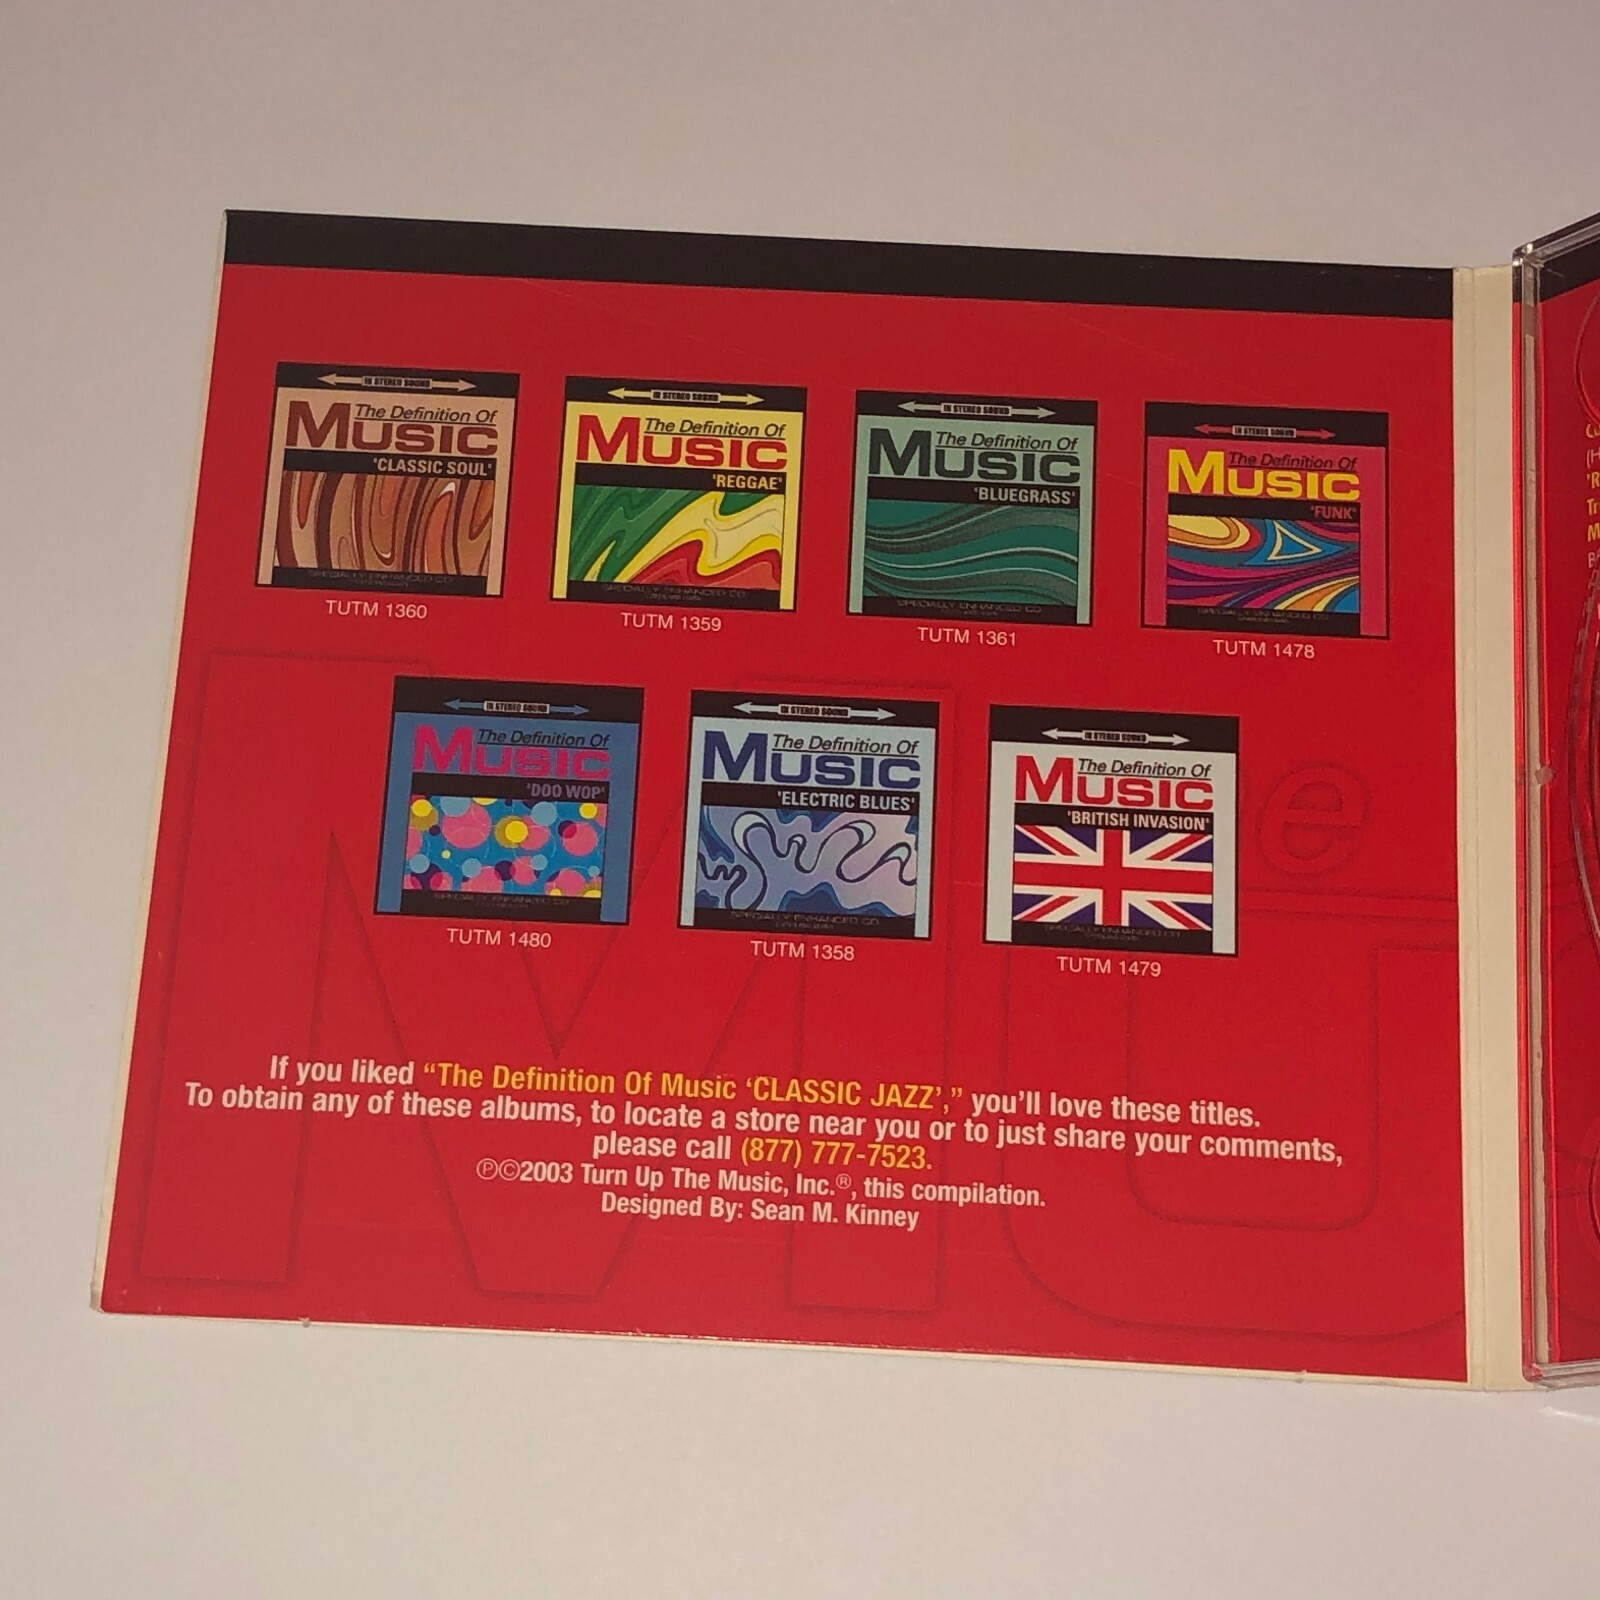 IN STEREO SOUND
The Definition Of
MUSIC
'CLASSIC SOUL'
SPECIALLY ENHANCED CD
TUTM 1360
IN STEREO SOUND
The Definition Of
MUSIC
'REGGAE'
SPECIALLY ENHANCED CD
TUTM 1359
IN STEREO SOUND
The Definition Of
MUSIC
'BLUEGRASS'
SPECIALLY ENHANCED CD
TUTM 1361
IN STEREO SOUND
The Definition Of
MUSIC
'FUNK'
SPECIALLY ENHANCED CD
TUTM 1478
IN STEREO SOUND
The Definition Of
MUSIC
'DOO WOP'
SPECIALLY ENHANCED CD
TUTM 1480
IN STEREO SOUND
The Definition Of
MUSIC
'ELECTRIC BLUES'
SPECIALLY ENHANCED CD
TUTM 1358
IN STEREO SOUND
The Definition Of
MUSIC
'BRITISH INVASION'
SPECIALLY ENHANCED CD
TUTM 1479
If you liked “The Definition Of Music ‘CLASSIC JAZZ’,” you’ll love these titles.
To obtain any of these albums, to locate a store near you or to just share your comments,
please call (877) 777-7523.
℗©2003 Turn Up The Music, Inc.®, this compilation.
Designed By: Sean M. Kinney